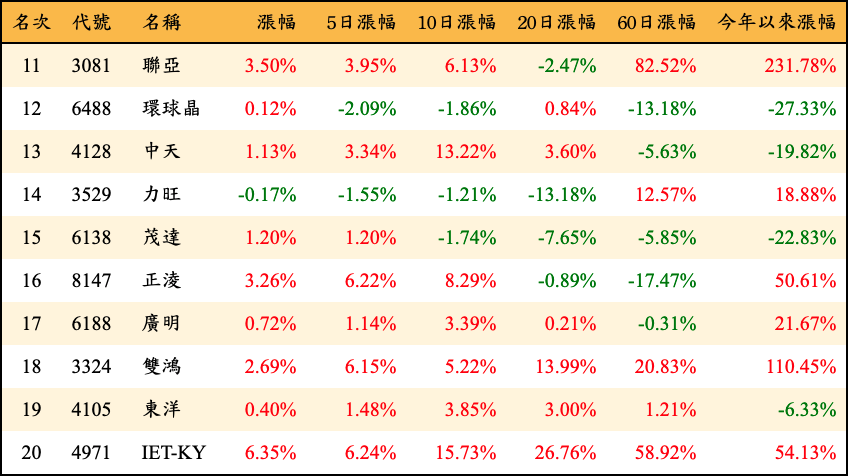 名次 代號 名稱 漲幅 5日漲幅 10日漲幅 20日漲幅 60日漲幅 今年以來漲幅
11 3081 聯亞 3.50% 3.95% 6.13% -2.47% 82.52% 231.78%
12 6488 環球晶 0.12% -2.09% -1.86% 0.84% -13.18% -27.33%
13 4128 中天 1.13% 3.34% 13.22% 3.60% -5.63% -19.82%
14 3529 力旺 -0.17% -1.55% -1.21% -13.18% 12.57% 18.88%
15 6138 茂達 1.20% 1.20% -1.74% -7.65% -5.85% -22.83%
16 8147 正淩 3.26% 6.22% 8.29% -0.89% -17.47% 50.61%
17 6188 廣明 0.72% 1.14% 3.39% 0.21% -0.31% 21.67%
18 3324 雙鴻 2.69% 6.15% 5.22% 13.99% 20.83% 110.45%
19 4105 東洋 0.40% 1.48% 3.85% 3.00% 1.21% -6.33%
20 4971 IET-KY 6.35% 6.24% 15.73% 26.76% 58.92% 54.13%